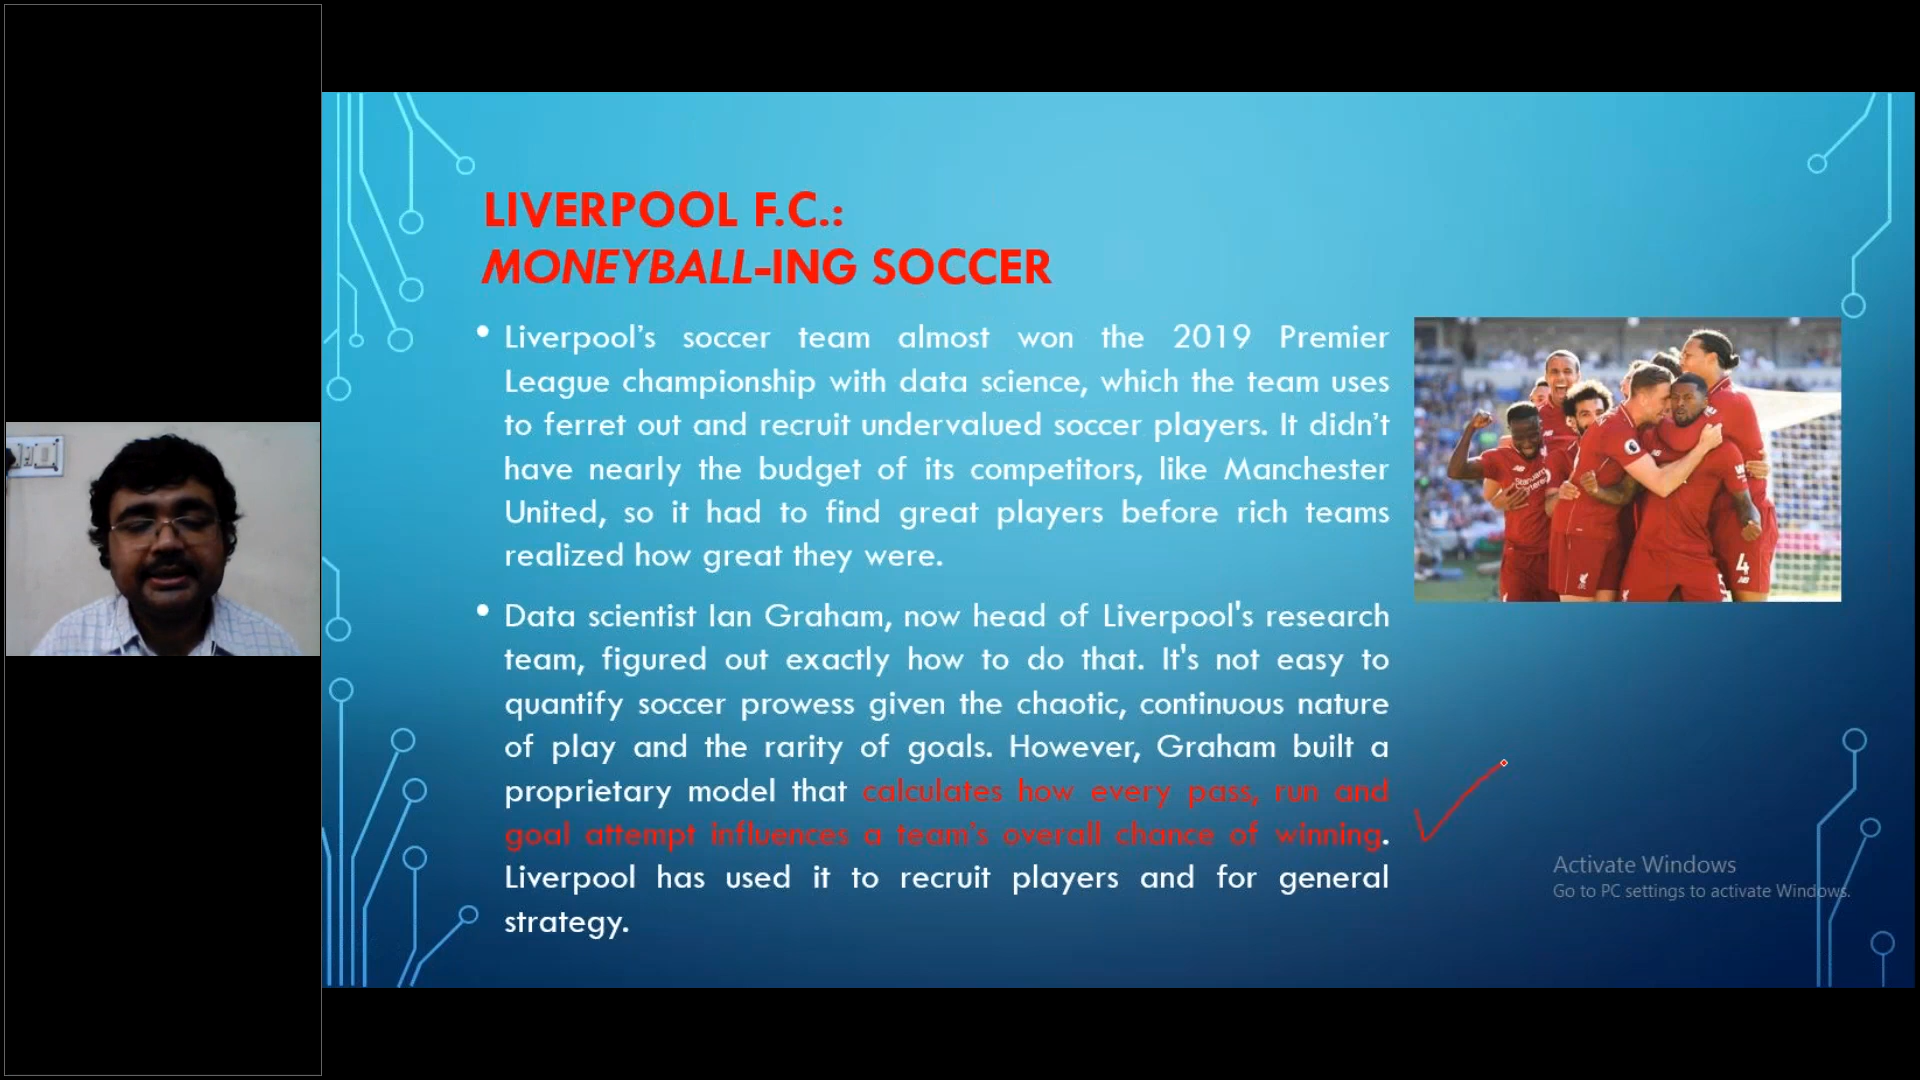 LIVERPOOL F.C.:
MONEYBALL-ING SOCCER
• Liverpool’s soccer team almost won the 2019 Premier
League championship with data science, which the team uses
to ferret out and recruit undervalued soccer players. It didn’t
have nearly the budget of its competitors, like Manchester
United, so it had to find great players before rich teams
realized how great they were.
• Data scientist Ian Graham, now head of Liverpool's research
team, figured out exactly how to do that. It's not easy to
quantify soccer prowess given the chaotic, continuous nature
of play and the rarity of goals. However, Graham built a
proprietary model that calculates how every pass, run and
goal attempt influences a team’s overall chance of winning.
Liverpool has used it to recruit players and for general
strategy.
Standard
Chartered
4
Activate Windows
Go to PC settings to activate Windows.